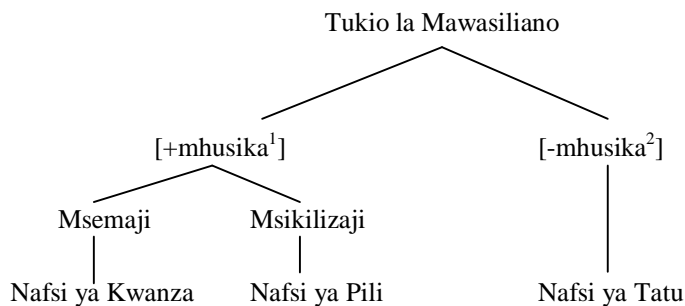 Tukio la Mawasiliano
[+mhusika¹] [-mhusika²]
Msemaji Msikilizaji
Nafsi ya Kwanza Nafsi ya Pili Nafsi ya Tatu